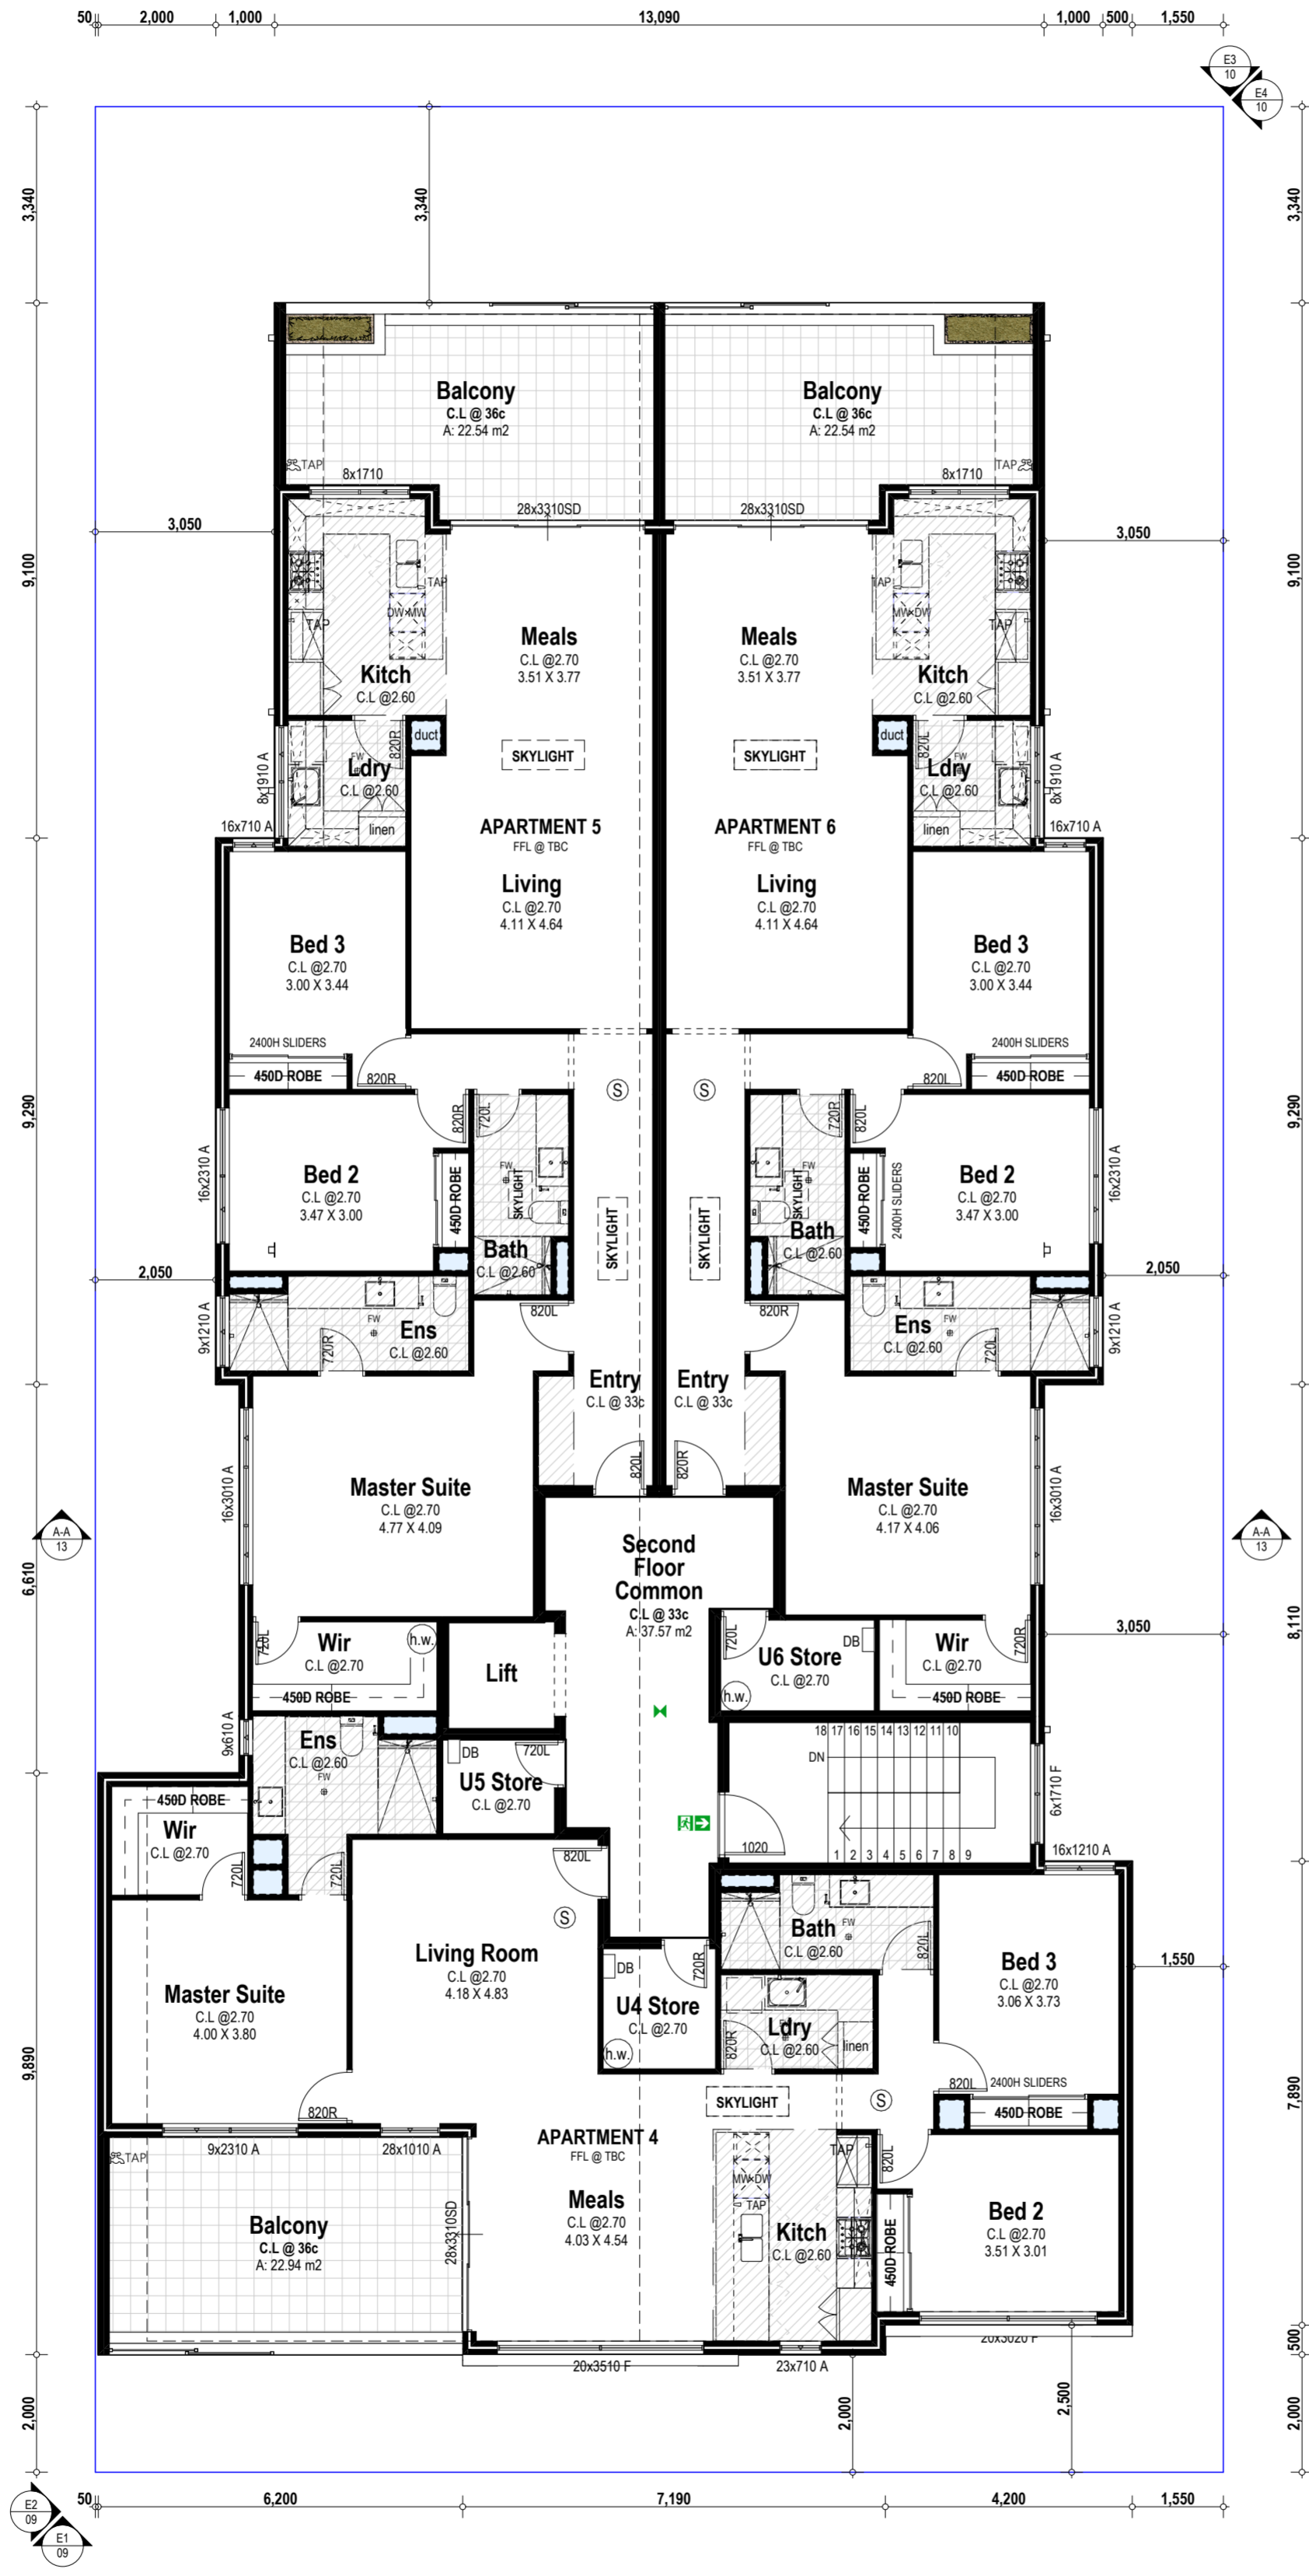 50
2,000
1,000
13,090
1,000
500
1,550
E3
10
E4
10
3,340
3,340
3,340
Balcony
C.L @ 36c
A: 22.54 m2
Balcony
C.L @ 36c
A: 22.54 m2
TAP
8x1710
TAP
8x1710
28x3310SD
28x3310SD
3,050
3,050
9,100
9,100
TAP
DW
MW
TAP
Kitch
C.L @2.60
Meals
C.L @2.70
3.51 X 3.77
Meals
C.L @2.70
3.51 X 3.77
TAP
MW
DW
TAP
Kitch
C.L @2.60
duct
duct
820R
FW
Ldry
C.L @2.60
linen
SKYLIGHT
SKYLIGHT
820L
FW
Ldry
C.L @2.60
linen
8x1910 A
8x1910 A
16x710 A
16x710 A
APARTMENT 5
FFL @ TBC
APARTMENT 6
FFL @ TBC
Living
C.L @2.70
4.11 X 4.64
Living
C.L @2.70
4.11 X 4.64
Bed 3
C.L @2.70
3.00 X 3.44
Bed 3
C.L @2.70
3.00 X 3.44
2400H SLIDERS
450D ROBE
820R
2400H SLIDERS
450D ROBE
820L
S
S
9,290
9,290
16x2310 A
Bed 2
C.L @2.70
3.47 X 3.00
820R
450D ROBE
720L
FW
SKYLIGHT
Bath
C.L @2.60
SKYLIGHT
SKYLIGHT
720R
FW
SKYLIGHT
Bath
C.L @2.60
820L
450D ROBE
2400H SLIDERS
Bed 2
C.L @2.70
3.47 X 3.00
16x2310 A
2,050
2,050
9x1210 A
720R
FW
Ens
C.L @2.60
820L
820R
Ens
C.L @2.60
FW
720L
9x1210 A
Entry
C.L @ 33c
Entry
C.L @ 33c
820L
820R
16x3010 A
Master Suite
C.L @2.70
4.77 X 4.09
Master Suite
C.L @2.70
4.17 X 4.06
16x3010 A
A-A
13
A-A
13
6,610
8,110
Second
Floor
Common
C.L @ 33c
A: 37.57 m2
720L
Wir
C.L @2.70
h.w.
450D ROBE
Lift
720L
U6 Store
C.L @2.70
DB
h.w.
Wir
C.L @2.70
720R
450D ROBE
3,050
9x610 A
Ens
C.L @2.60
FW
DB
720L
U5 Store
C.L @2.70
18 17 16 15 14 13 12 11 10
DN
1 2 3 4 5 6 7 8 9
1020
6x1710 F
16x1210 A
450D ROBE
Wir
C.L @2.70
720L
720L
820L
S
Bath
C.L @2.60
FW
820L
Living Room
C.L @2.70
4.18 X 4.83
Master Suite
C.L @2.70
4.00 X 3.80
DB
720R
U4 Store
C.L @2.70
h.w.
820R
Ldry
C.L @2.60
linen
Bed 3
C.L @2.70
3.06 X 3.73
1,550
9,890
7,890
820R
SKYLIGHT
S
820L
2400H SLIDERS
450D ROBE
9x2310 A
28x1010 A
TAP
APARTMENT 4
FFL @ TBC
28x3310SD
Balcony
C.L @ 36c
A: 22.94 m2
Meals
C.L @2.70
4.03 X 4.54
MW
DW
TAP
TAP
Kitch
C.L @2.60
820L
450D ROBE
Bed 2
C.L @2.70
3.51 X 3.01
20x3020 F
20x3510 F
23x710 A
500
2,000
2,000
2,500
2,000
E2
09
E1
09
50
6,200
7,190
4,200
1,550